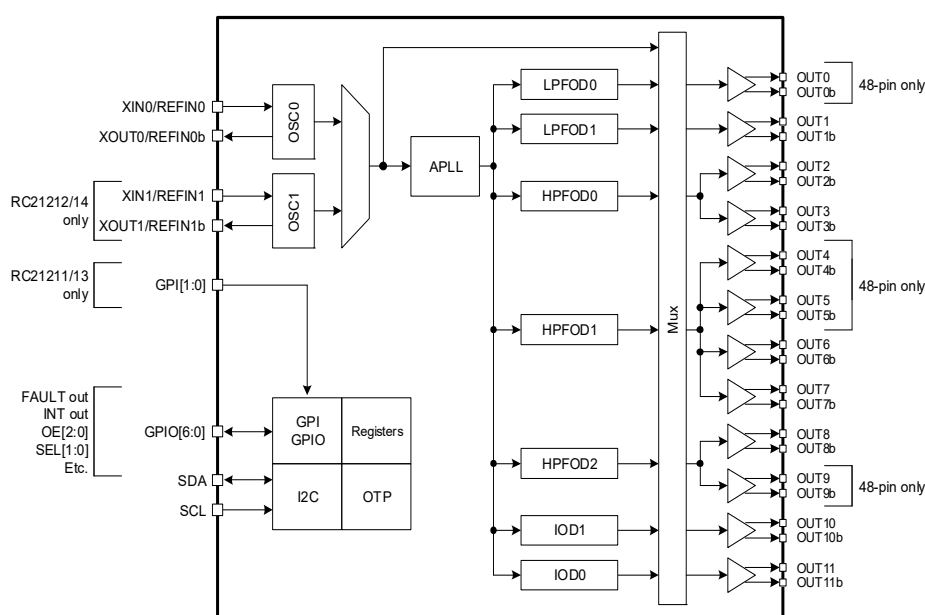 XIN0/REFIN0
XOUT0/REFIN0b
OSC0
RC21212/14
only
XIN1/REFIN1
XOUT1/REFIN1b
OSC1
RC21211/13
only
GPI[1:0]
FAULT out
INT out
OE[2:0]
SEL[1:0]
Etc.
GPIO[6:0]
SDA
SCL
GPI
GPIO
Registers
I2C
OTP
APLL
LPFOD0
LPFOD1
HPFOD0
HPFOD1
HPFOD2
IOD1
IOD0
Mux
OUT0
OUT0b
48-pin only
OUT1
OUT1b
OUT2
OUT2b
OUT3
OUT3b
OUT4
OUT4b
OUT5
OUT5b
48-pin only
OUT6
OUT6b
OUT7
OUT7b
OUT8
OUT8b
OUT9
OUT9b
48-pin only
OUT10
OUT10b
OUT11
OUT11b